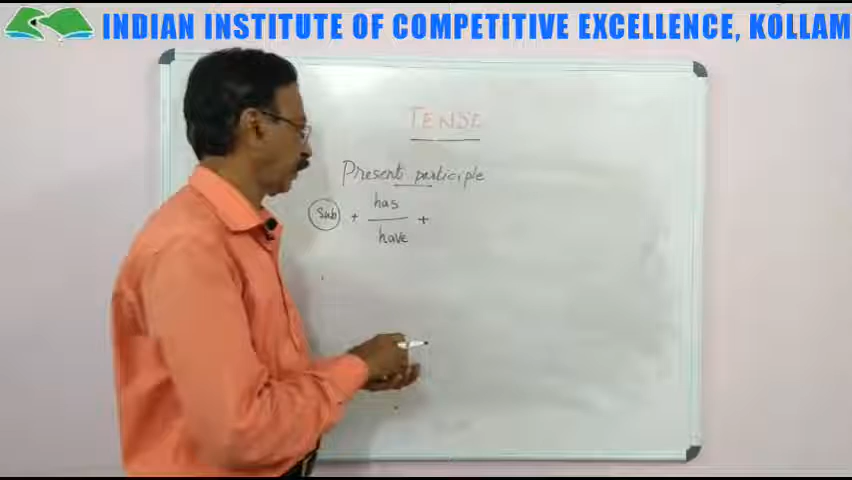 INDIAN INSTITUTE OF COMPETITIVE EXCELLENCE, KOLLAM
TENSE
Present participle
Sub + has / have +